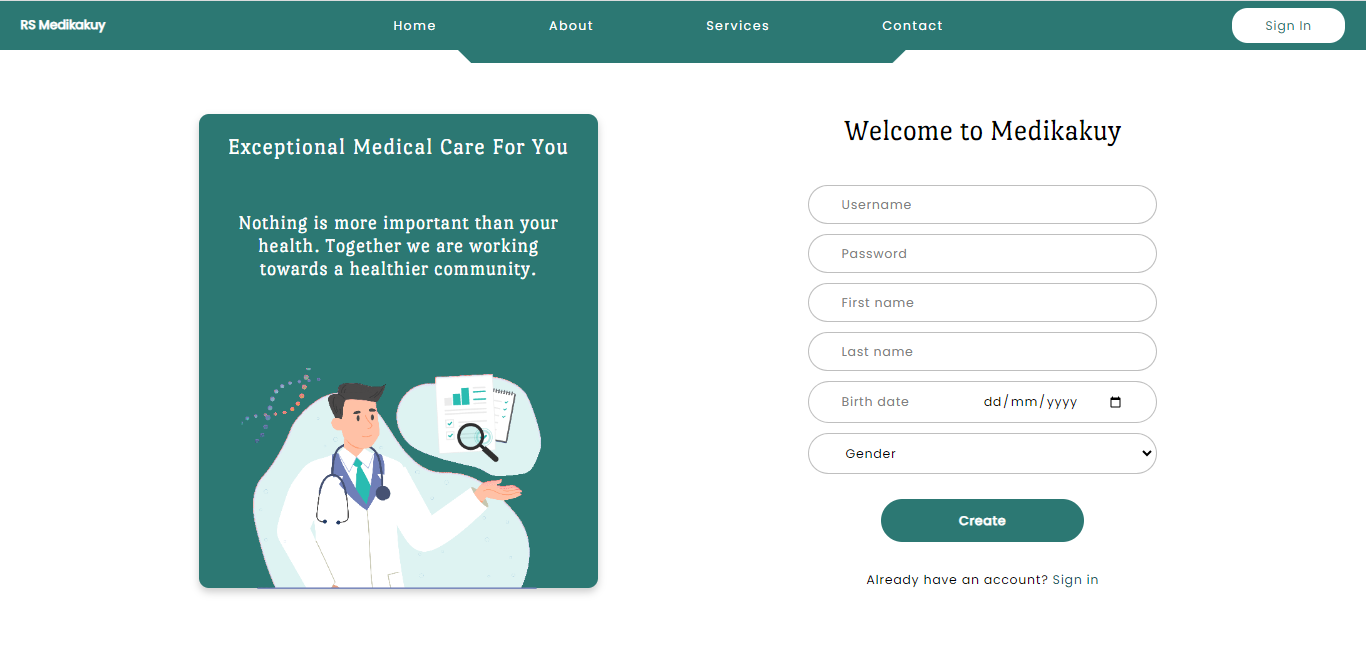 RS Medikakuy
Home
About
Services
Contact
Sign In
Exceptional Medical Care For You
Nothing is more important than your
health. Together we are working
towards a healthier community.
Welcome to Medikakuy
Username
Password
First name
Last name
Birth date dd/mm/yyyy
Gender
Create
Already have an account? Sign in